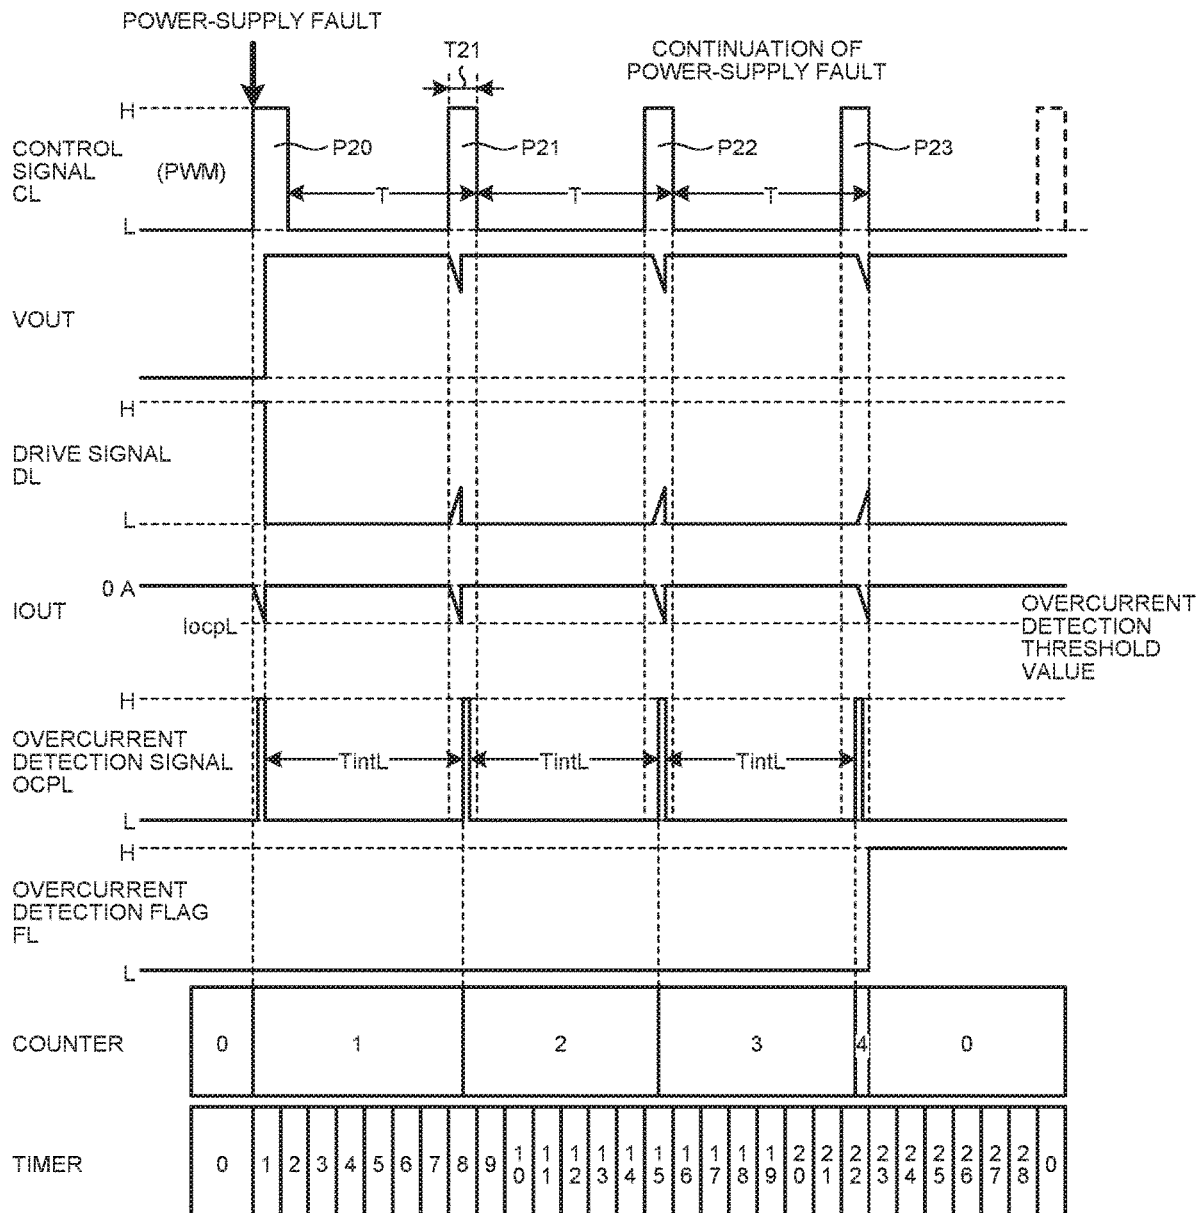 POWER-SUPPLY FAULT
T21
CONTINUATION OF
POWER-SUPPLY FAULT
H
CONTROL
SIGNAL
CL
(PWM)
P20
P21
P22
P23
T
T
T
L
VOUT
H
DRIVE SIGNAL
DL
L
0 A
IOUT
IocpL
OVERCURRENT
DETECTION
THRESHOLD
VALUE
H
OVERCURRENT
DETECTION SIGNAL
OCPL
TintL
TintL
TintL
L
H
OVERCURRENT
DETECTION FLAG
FL
L
COUNTER
0 1 2 3 4 0
TIMER
0 1 2 3 4 5 6 7 8 9 10 11 12 13 14 15 16 17 18 19 20 21 22 23 24 25 26 27 28 0